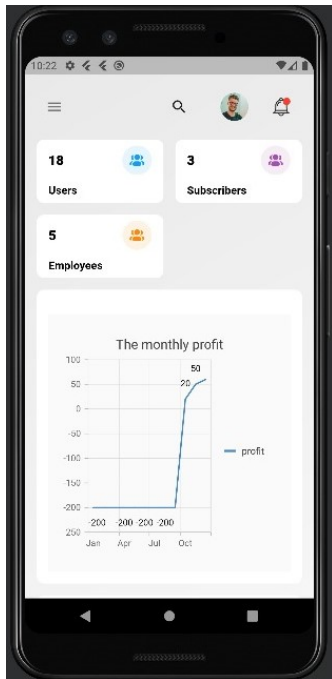 10:22
18
3
Users
Subscribers
5
Employees
The monthly profit
100
50
50
20
0
-50
-100
profit
-150
-200
-200 -200 -200 -200
250
Jan Apr Jul Oct